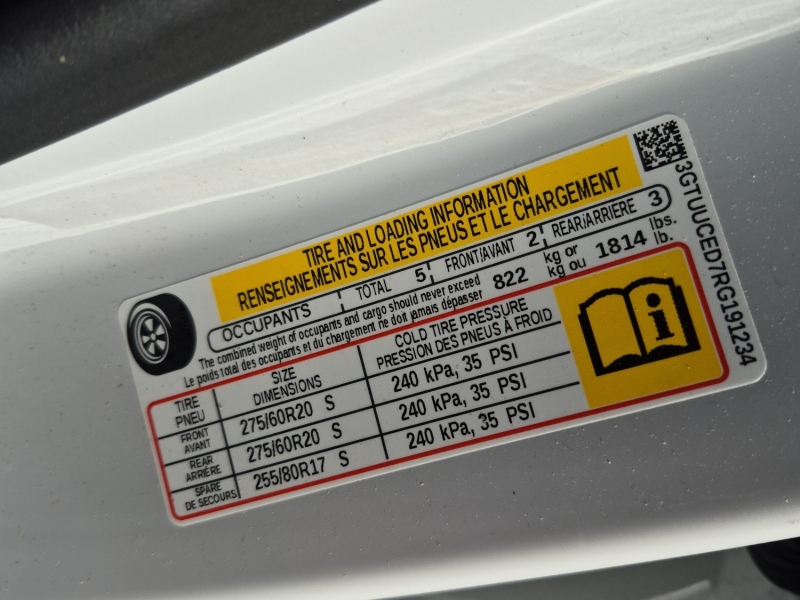 TIRE AND LOADING INFORMATION
RENSEIGNEMENTS SUR LES PNEUS ET LE CHARGEMENT
OCCUPANTS TOTAL 5 FRONT/AVANT 2 REAR/ARRIERE 3
The combined weight of occupants and cargo should never exceed 822 kg or 1814 lbs.
Le poids total des occupants et du chargement ne doit jamais dépasser kg ou lb.
TIRE SIZE COLD TIRE PRESSURE
PNEU DIMENSIONS PRESSION DES PNEUS À FROID
FRONT
AVANT 275/60R20 S 240 kPa, 35 PSI
REAR
ARRIÈRE 275/60R20 S 240 kPa, 35 PSI
SPARE
DE SECOURS 255/80R17 S 240 kPa, 35 PSI
3GTUUCED7RG191234